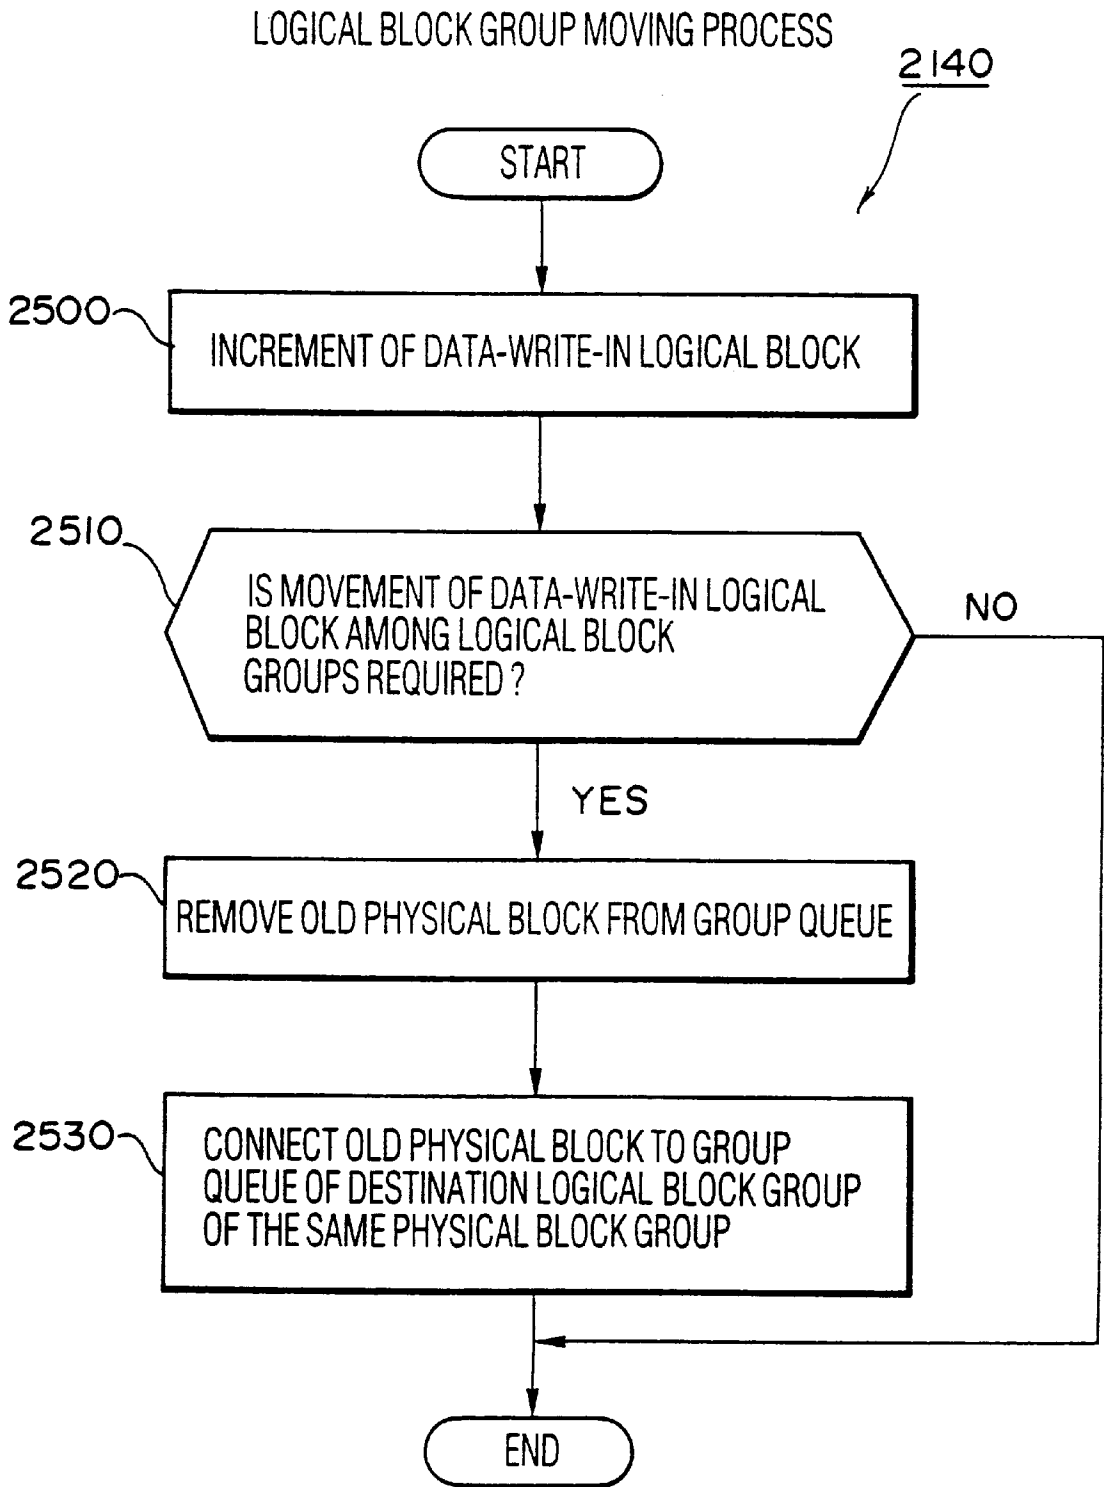 LOGICAL BLOCK GROUP MOVING PROCESS
2140
START
2500
INCREMENT OF DATA-WRITE-IN LOGICAL BLOCK
2510
IS MOVEMENT OF DATA-WRITE-IN LOGICAL
BLOCK AMONG LOGICAL BLOCK
GROUPS REQUIRED ?
NO
YES
2520
REMOVE OLD PHYSICAL BLOCK FROM GROUP QUEUE
2530
CONNECT OLD PHYSICAL BLOCK TO GROUP
QUEUE OF DESTINATION LOGICAL BLOCK GROUP
OF THE SAME PHYSICAL BLOCK GROUP
END